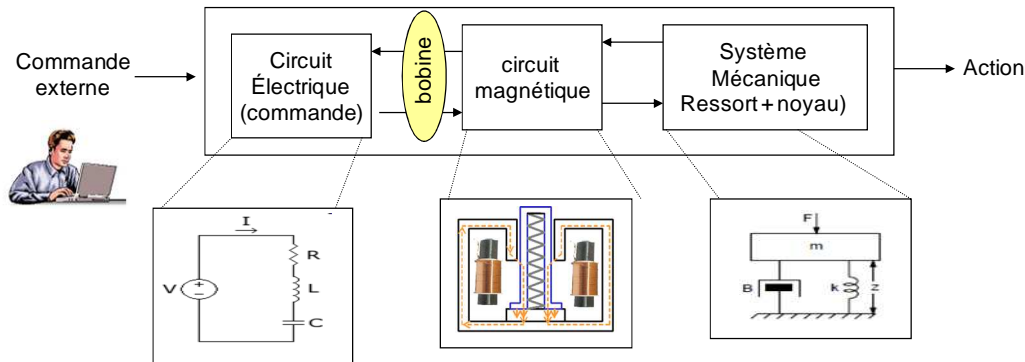 Commande
externe
Circuit
Électrique
(commande)
bobine
circuit
magnétique
Système
Mécanique
Ressort+noyau)
Action
I
R
V
+
−
L
C
F
m
B
k
z